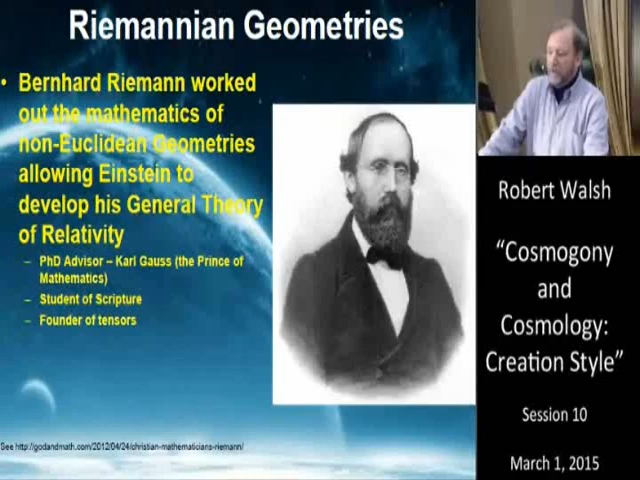 Riemannian Geometries
• Bernhard Riemann worked
out the mathematics of
non-Euclidean Geometries
allowing Einstein to
develop his General Theory
of Relativity
– PhD Advisor – Karl Gauss (the Prince of
Mathematics)
– Student of Scripture
– Founder of tensors
See http://godandmath.com/2012/04/24/christian-mathematicians-riemann/
Robert Walsh
“Cosmogony
and
Cosmology:
Creation Style”
Session 10
March 1, 2015